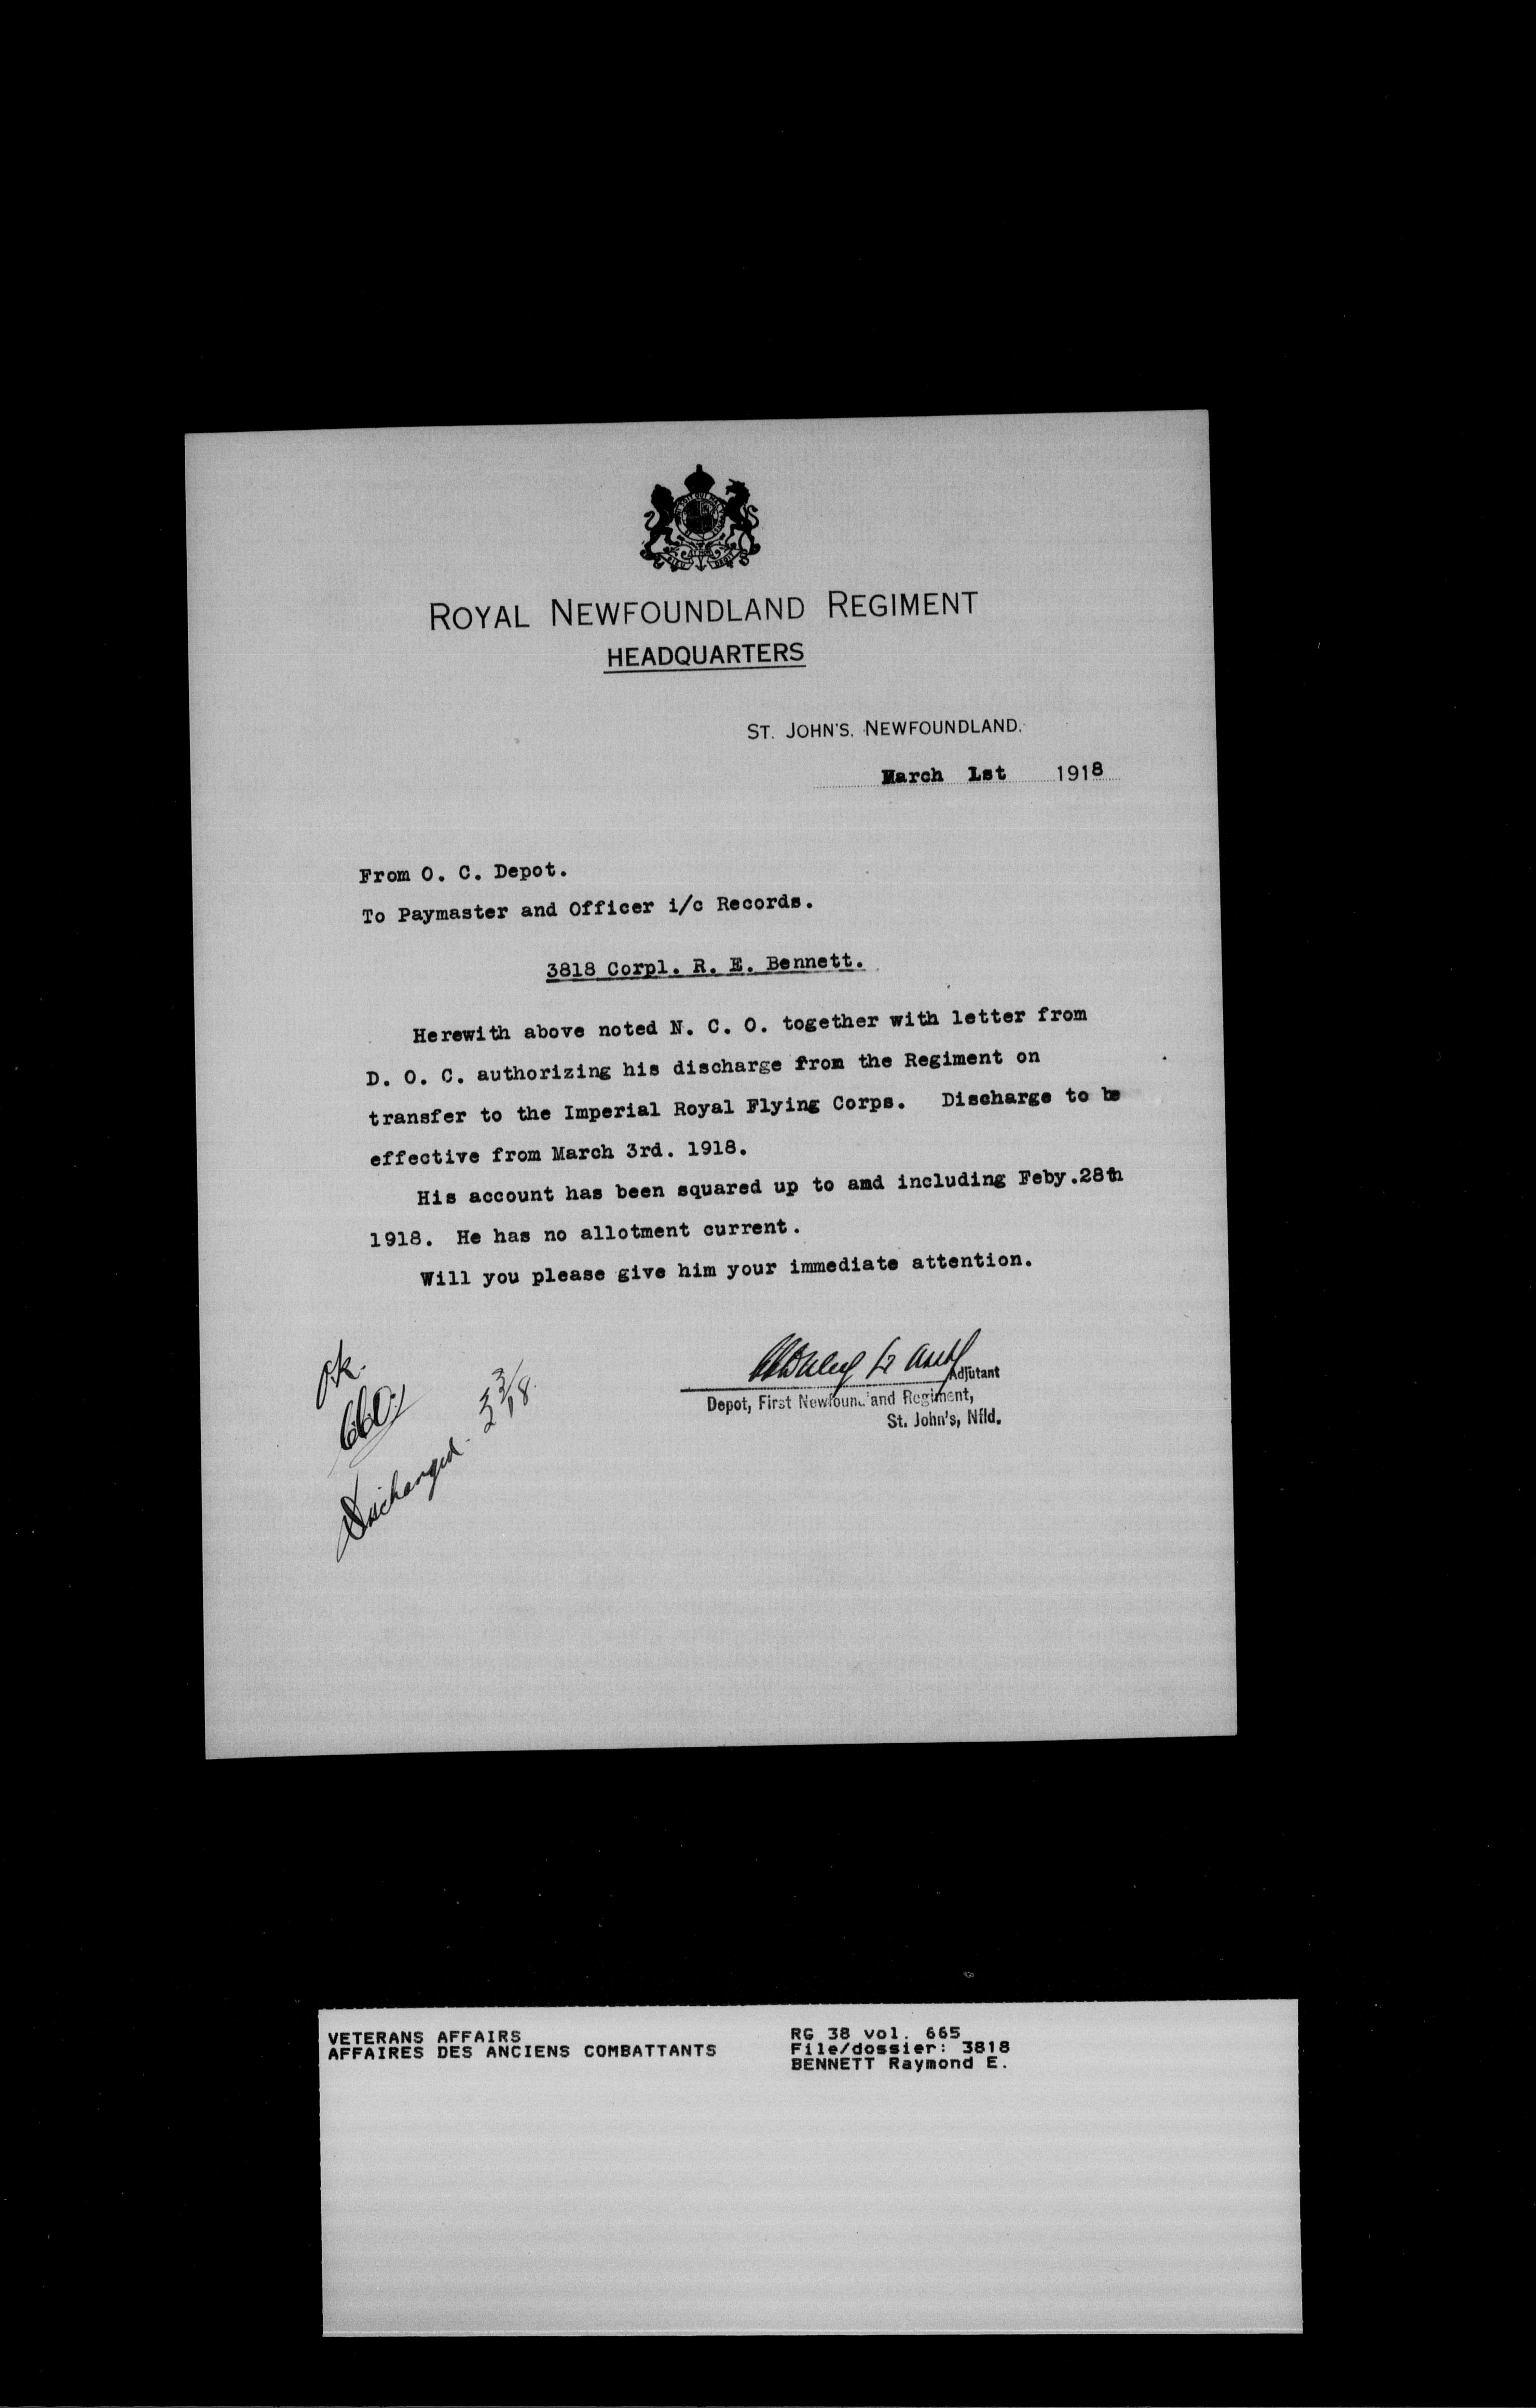 ROYAL NEWFOUNDLAND REGIMENT
HEADQUARTERS
ST. JOHN'S, NEWFOUNDLAND.
March 1st 1918
From O. C. Depot.
To Paymaster and Officer i/c Records.
3818 Corpl. R. E. Bennett.
Herewith above noted N. C. O. together with letter from
D. O. C. authorizing his discharge from the Regiment on
transfer to the Imperial Royal Flying Corps. Discharge to be
effective from March 3rd. 1918.
His account has been squared up to and including Feby.28th
1918. He has no allotment current.
Will you please give him your immediate attention.
Adjutant
Depot, First Newfoundland Regiment,
St. John's, Nfld.
Ok.
Discharged 3/3/18.
VETERANS AFFAIRS
AFFAIRES DES ANCIENS COMBATTANTS
RG 38 vol. 665
File/dossier: 3818
BENNETT Raymond E.